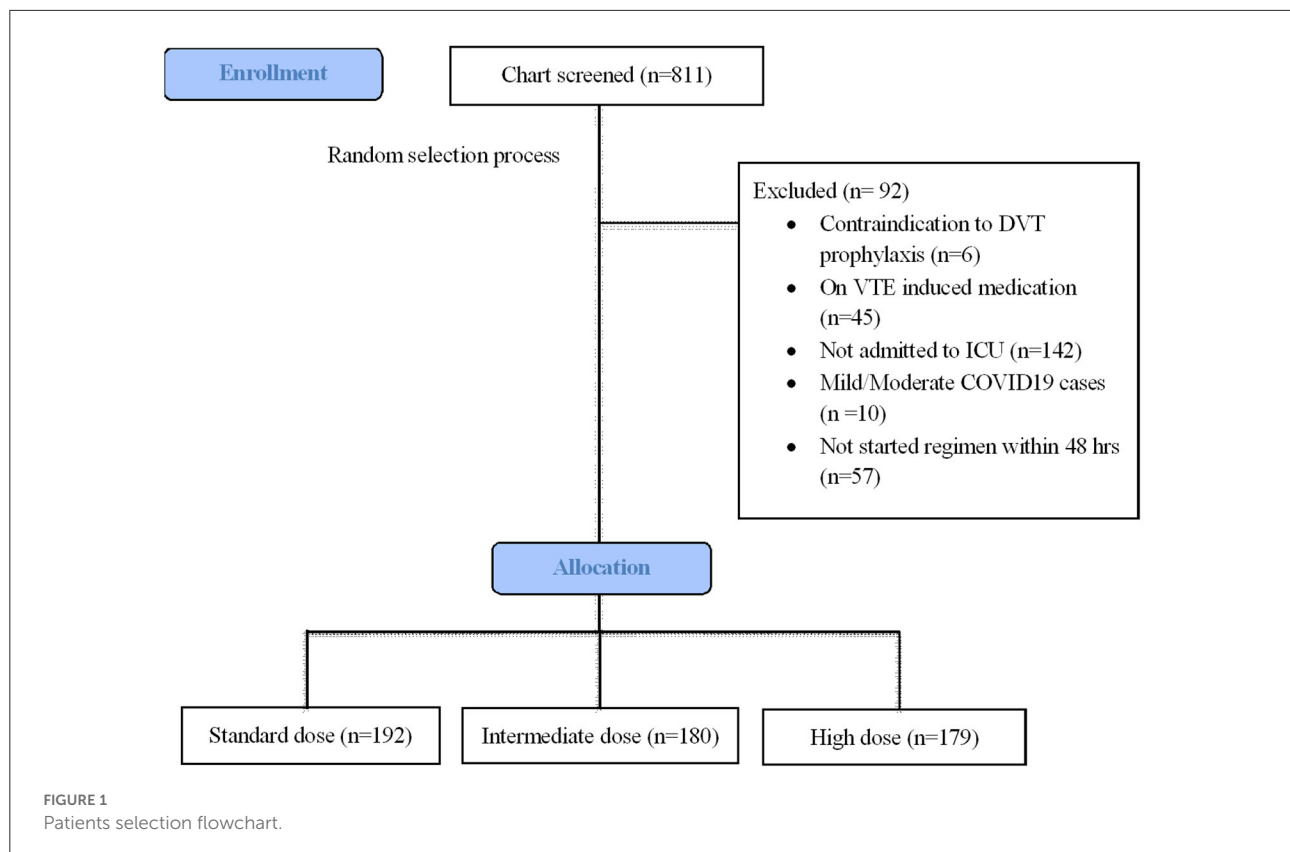 Enrollment
Chart screened (n=811)
Random selection process
Excluded (n= 92)
• Contraindication to DVT
prophylaxis (n=6)
• On VTE induced medication
(n=45)
• Not admitted to ICU (n=142)
• Mild/Moderate COVID19 cases
(n =10)
• Not started regimen within 48 hrs
(n=57)
Allocation
Standard dose (n=192)
Intermediate dose (n=180)
High dose (n=179)
FIGURE 1
Patients selection flowchart.